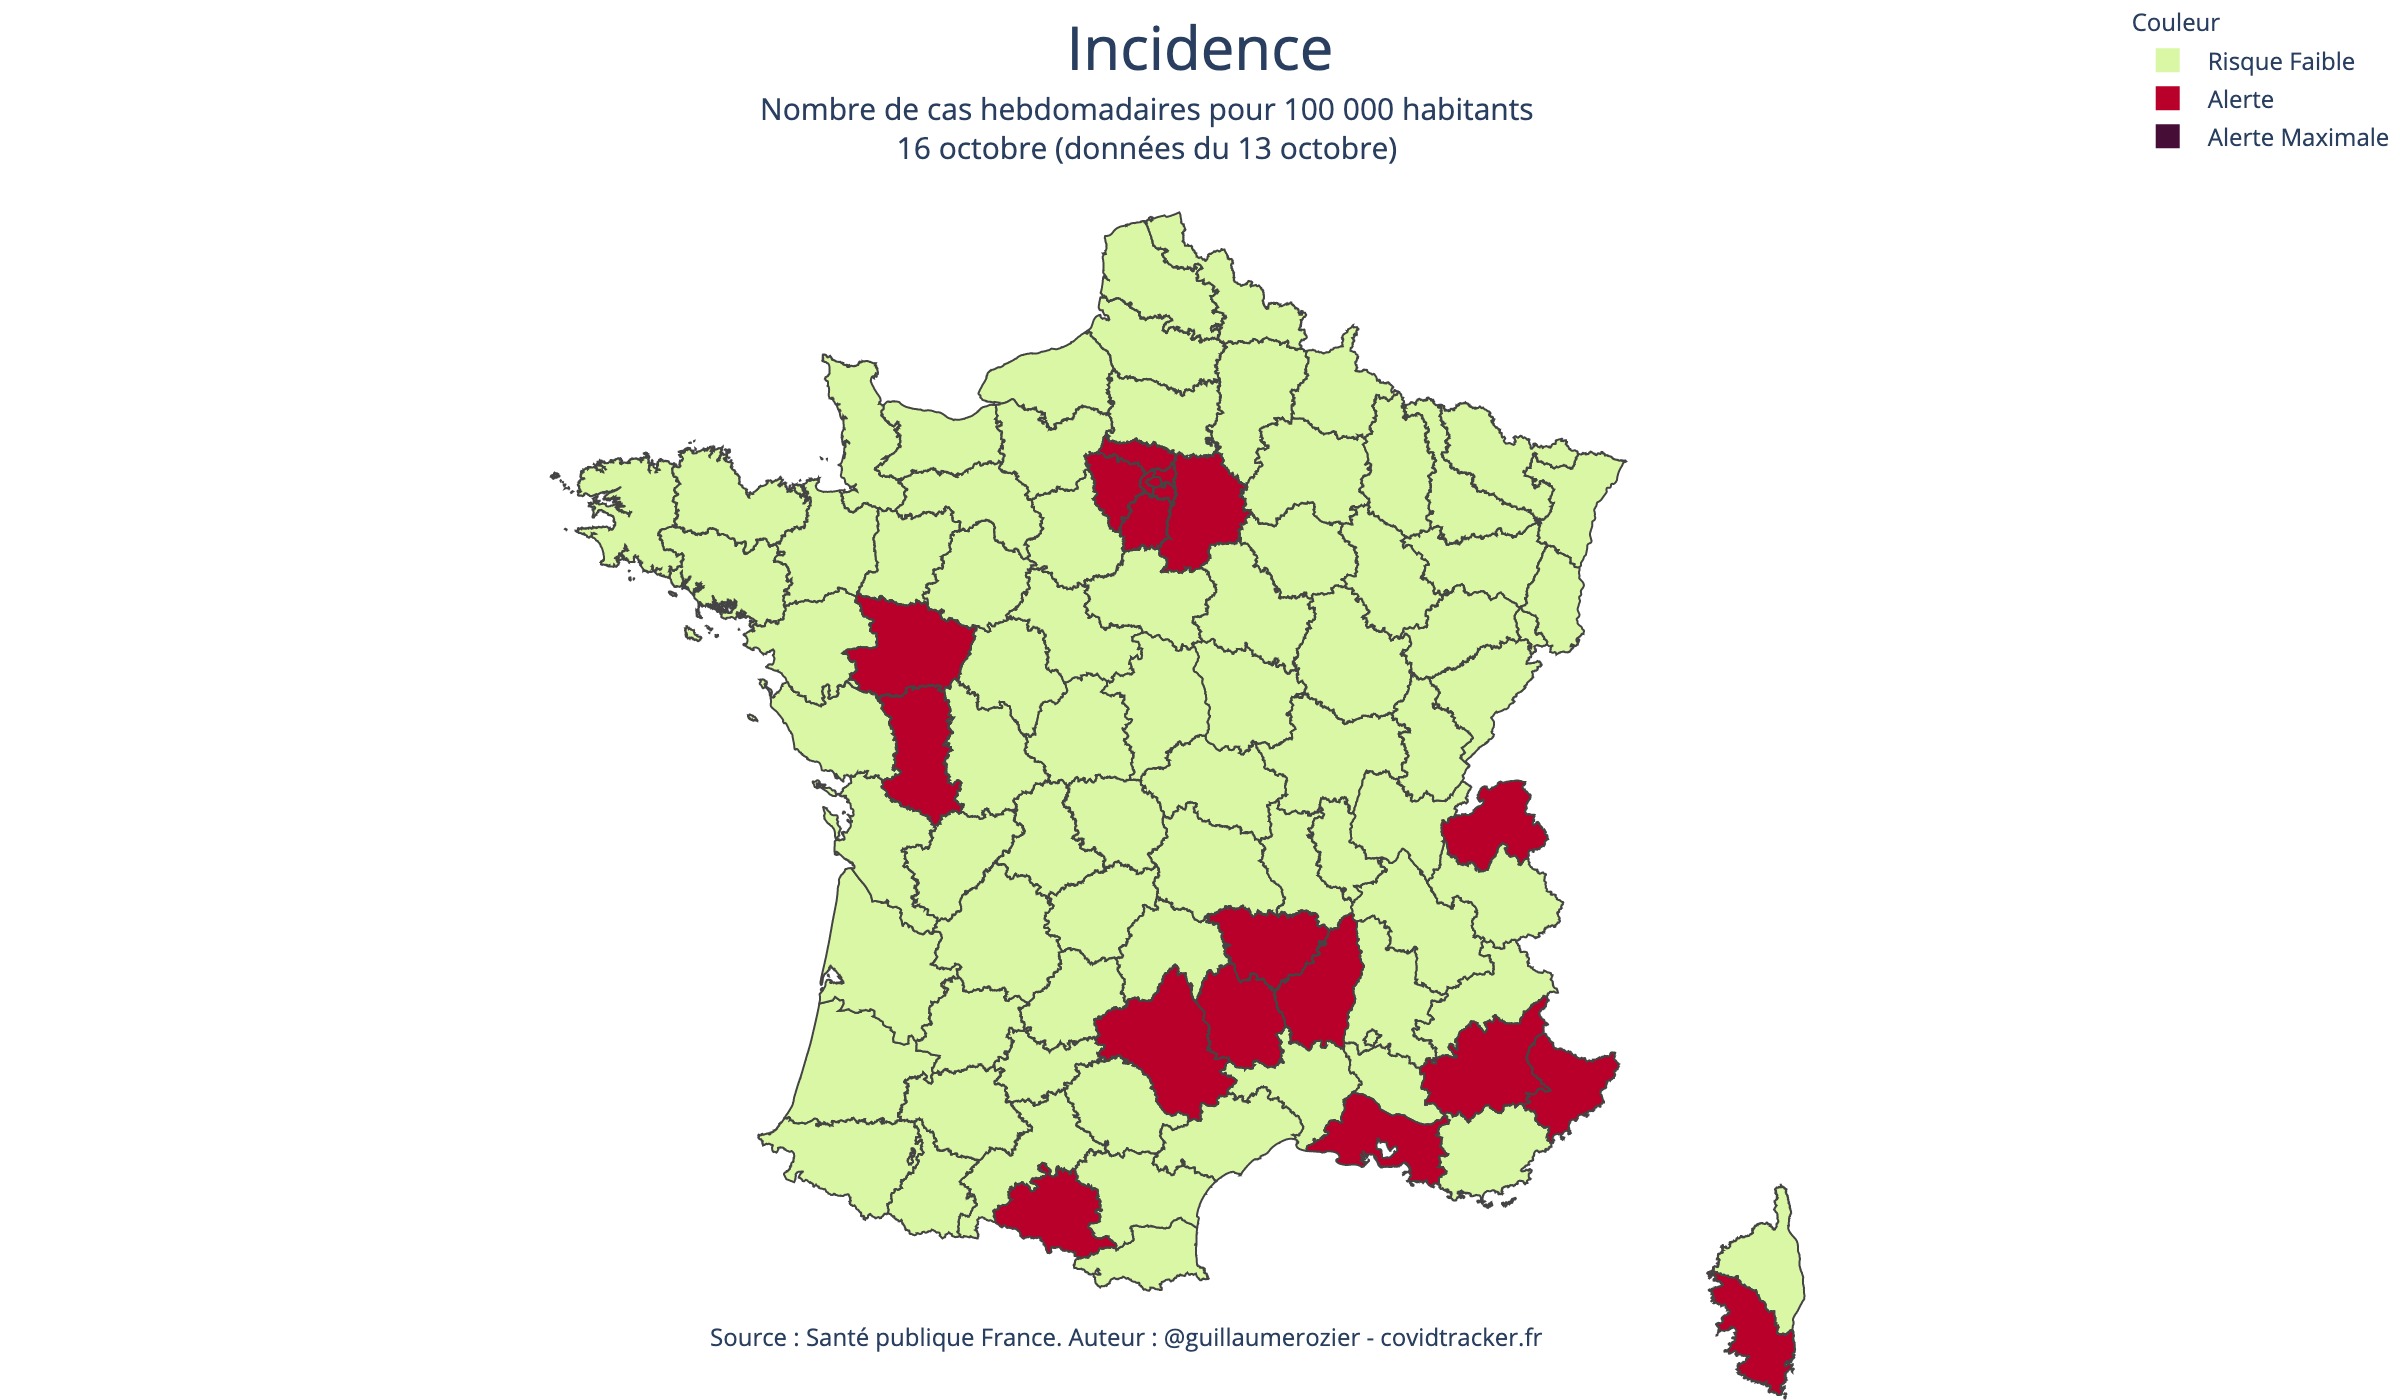 Incidence
Nombre de cas hebdomadaires pour 100 000 habitants
16 octobre (données du 13 octobre)
Couleur
Risque Faible
Alerte
Alerte Maximale
Source : Santé publique France. Auteur : @guillaumerozier - covidtracker.fr